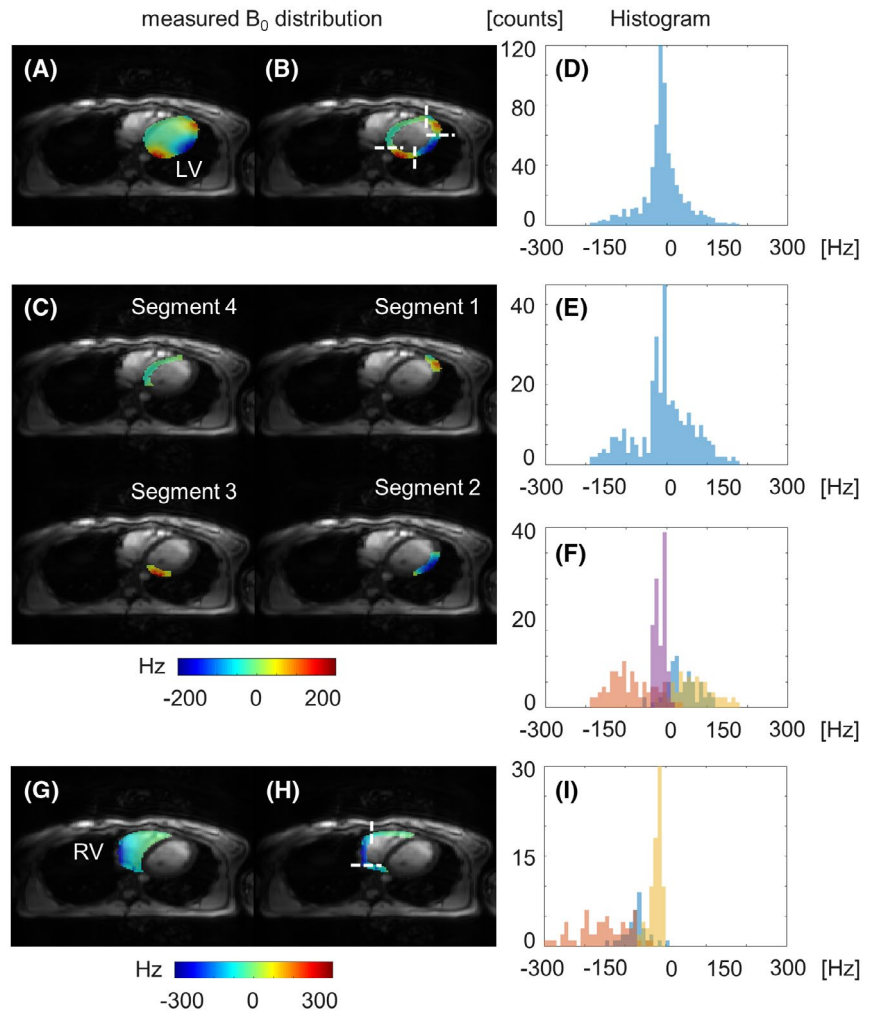 measured B₀ distribution [counts] Histogram
(A) (B) (D)
LV
120
80
40
0
-300 -150 0 300 [Hz]
(C) Segment 4 Segment 1 (E)
Segment 3 Segment 2
40
20
0
-300 -150 0 150 300 [Hz]
(F)
40
20
0
-300 -150 0 150 300 [Hz]
Hz
-200 0 200
(G) (H) (I)
RV
30
15
0
-300 -150 0 150 300 [Hz]
Hz
-300 0 300